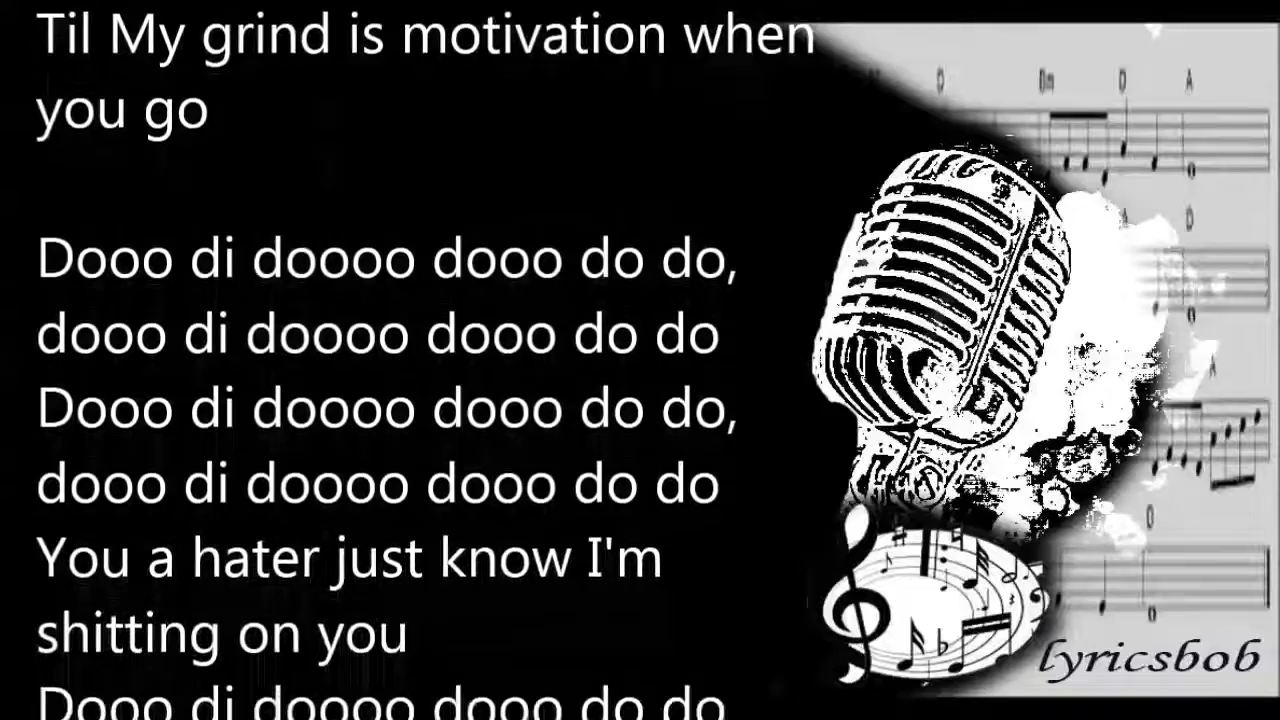 Til My grind is motivation when
you go
Dooo di doooo dooo do do,
dooo di doooo dooo do do
Dooo di doooo dooo do do,
dooo di doooo dooo do do
You a hater just know I'm
shitting on you
Dooo di doooo dooo do do
D Dm D A
lyricsbob